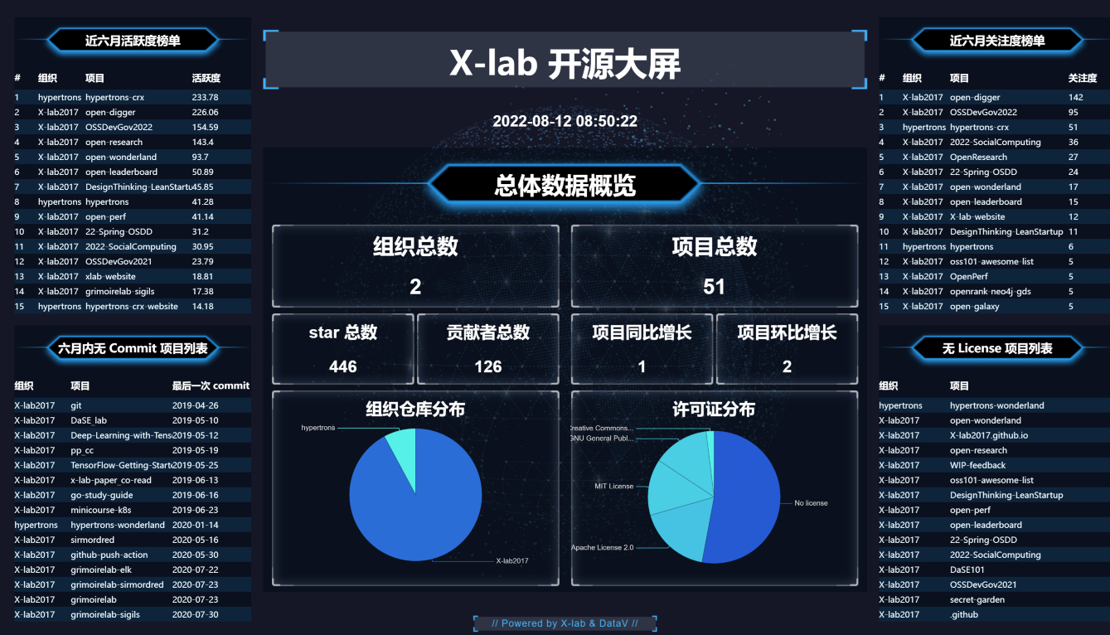 X-lab 开源大屏
2022-08-12 08:50:22
近六月活跃度榜单
# 组织 项目 活跃度
1 hypertrons hypertrons-crx 233.78
2 X-lab2017 open-digger 226.06
3 X-lab2017 OSSDevGov2022 154.59
4 X-lab2017 open-research 143.4
5 X-lab2017 open-wonderland 93.7
6 X-lab2017 open-leaderboard 50.89
7 X-lab2017 DesignThinking-LeanStartu 45.85
8 hypertrons hypertrons 41.28
9 X-lab2017 open-perf 41.14
10 X-lab2017 22-Spring-OSDD 31.2
11 X-lab2017 2022-SocialComputing 30.95
12 X-lab2017 OSSDevGov2021 23.79
13 X-lab2017 xlab-website 18.81
14 X-lab2017 grimoirelab-sigils 17.38
15 hypertrons hypertrons-crx-website 14.18
六月内无 Commit 项目列表
组织 项目 最后一次 commit
X-lab2017 git 2019-04-26
X-lab2017 DaSE_lab 2019-05-10
X-lab2017 Deep-Learning-with-Tens 2019-05-12
X-lab2017 pp_cc 2019-05-19
X-lab2017 TensorFlow-Getting-Start 2019-05-25
X-lab2017 x-lab-paper_co-read 2019-06-13
X-lab2017 go-study-guide 2019-06-16
X-lab2017 minicourse-k8s 2019-06-23
hypertrons hypertrons-wonderland 2020-01-14
X-lab2017 sirmordred 2020-05-16
X-lab2017 github-push-action 2020-05-30
X-lab2017 grimoirelab-elk 2020-07-22
X-lab2017 grimoirelab-sirmordred 2020-07-23
X-lab2017 grimoirelab 2020-07-23
X-lab2017 grimoirelab-sigils 2020-07-30
总体数据概览
组织总数
2
项目总数
51
star 总数
446
贡献者总数
126
项目同比增长
1
项目环比增长
2
组织仓库分布
hypertrons
X-lab2017
许可证分布
Creative Commons...
GNU General Publ...
MIT License
No license
Apache License 2.0
近六月关注度榜单
# 组织 项目 关注度
1 X-lab2017 open-digger 142
2 X-lab2017 OSSDevGov2022 95
3 hypertrons hypertrons-crx 51
4 X-lab2017 2022-SocialComputing 36
5 X-lab2017 OpenResearch 27
6 X-lab2017 22-Spring-OSDD 24
7 X-lab2017 open-wonderland 17
8 X-lab2017 open-leaderboard 15
9 X-lab2017 X-lab-website 12
10 X-lab2017 DesignThinking-LeanStartup 11
11 hypertrons hypertrons 6
12 X-lab2017 oss101-awesome-list 5
13 X-lab2017 OpenPerf 5
14 X-lab2017 openrank-neo4j-gds 5
15 X-lab2017 open-galaxy 5
无 License 项目列表
组织 项目
hypertrons hypertrons-wonderland
X-lab2017 open-wonderland
X-lab2017 X-lab2017.github.io
X-lab2017 open-research
X-lab2017 WIP-feedback
X-lab2017 oss101-awesome-list
X-lab2017 DesignThinking-LeanStartup
X-lab2017 open-perf
X-lab2017 open-leaderboard
X-lab2017 22-Spring-OSDD
X-lab2017 2022-SocialComputing
X-lab2017 DaSE101
X-lab2017 OSSDevGov2021
X-lab2017 secret-garden
X-lab2017 .github
// Powered by X-lab & DataV //